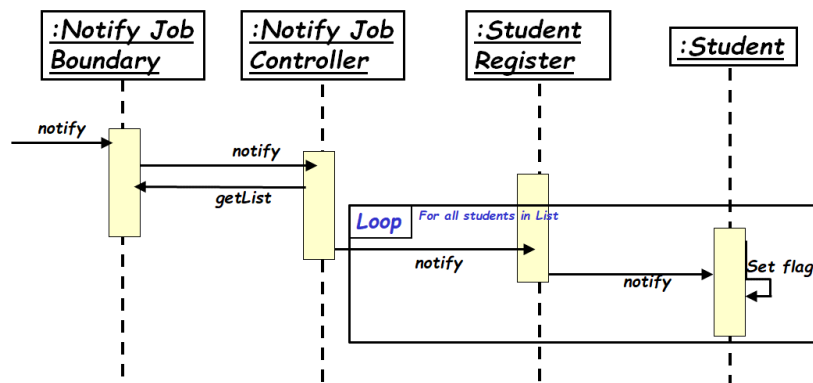 :Notify Job
Boundary
:Notify Job
Controller
:Student
Register
:Student
notify
notify
getList
Loop
For all students in List
notify
notify
Set flag